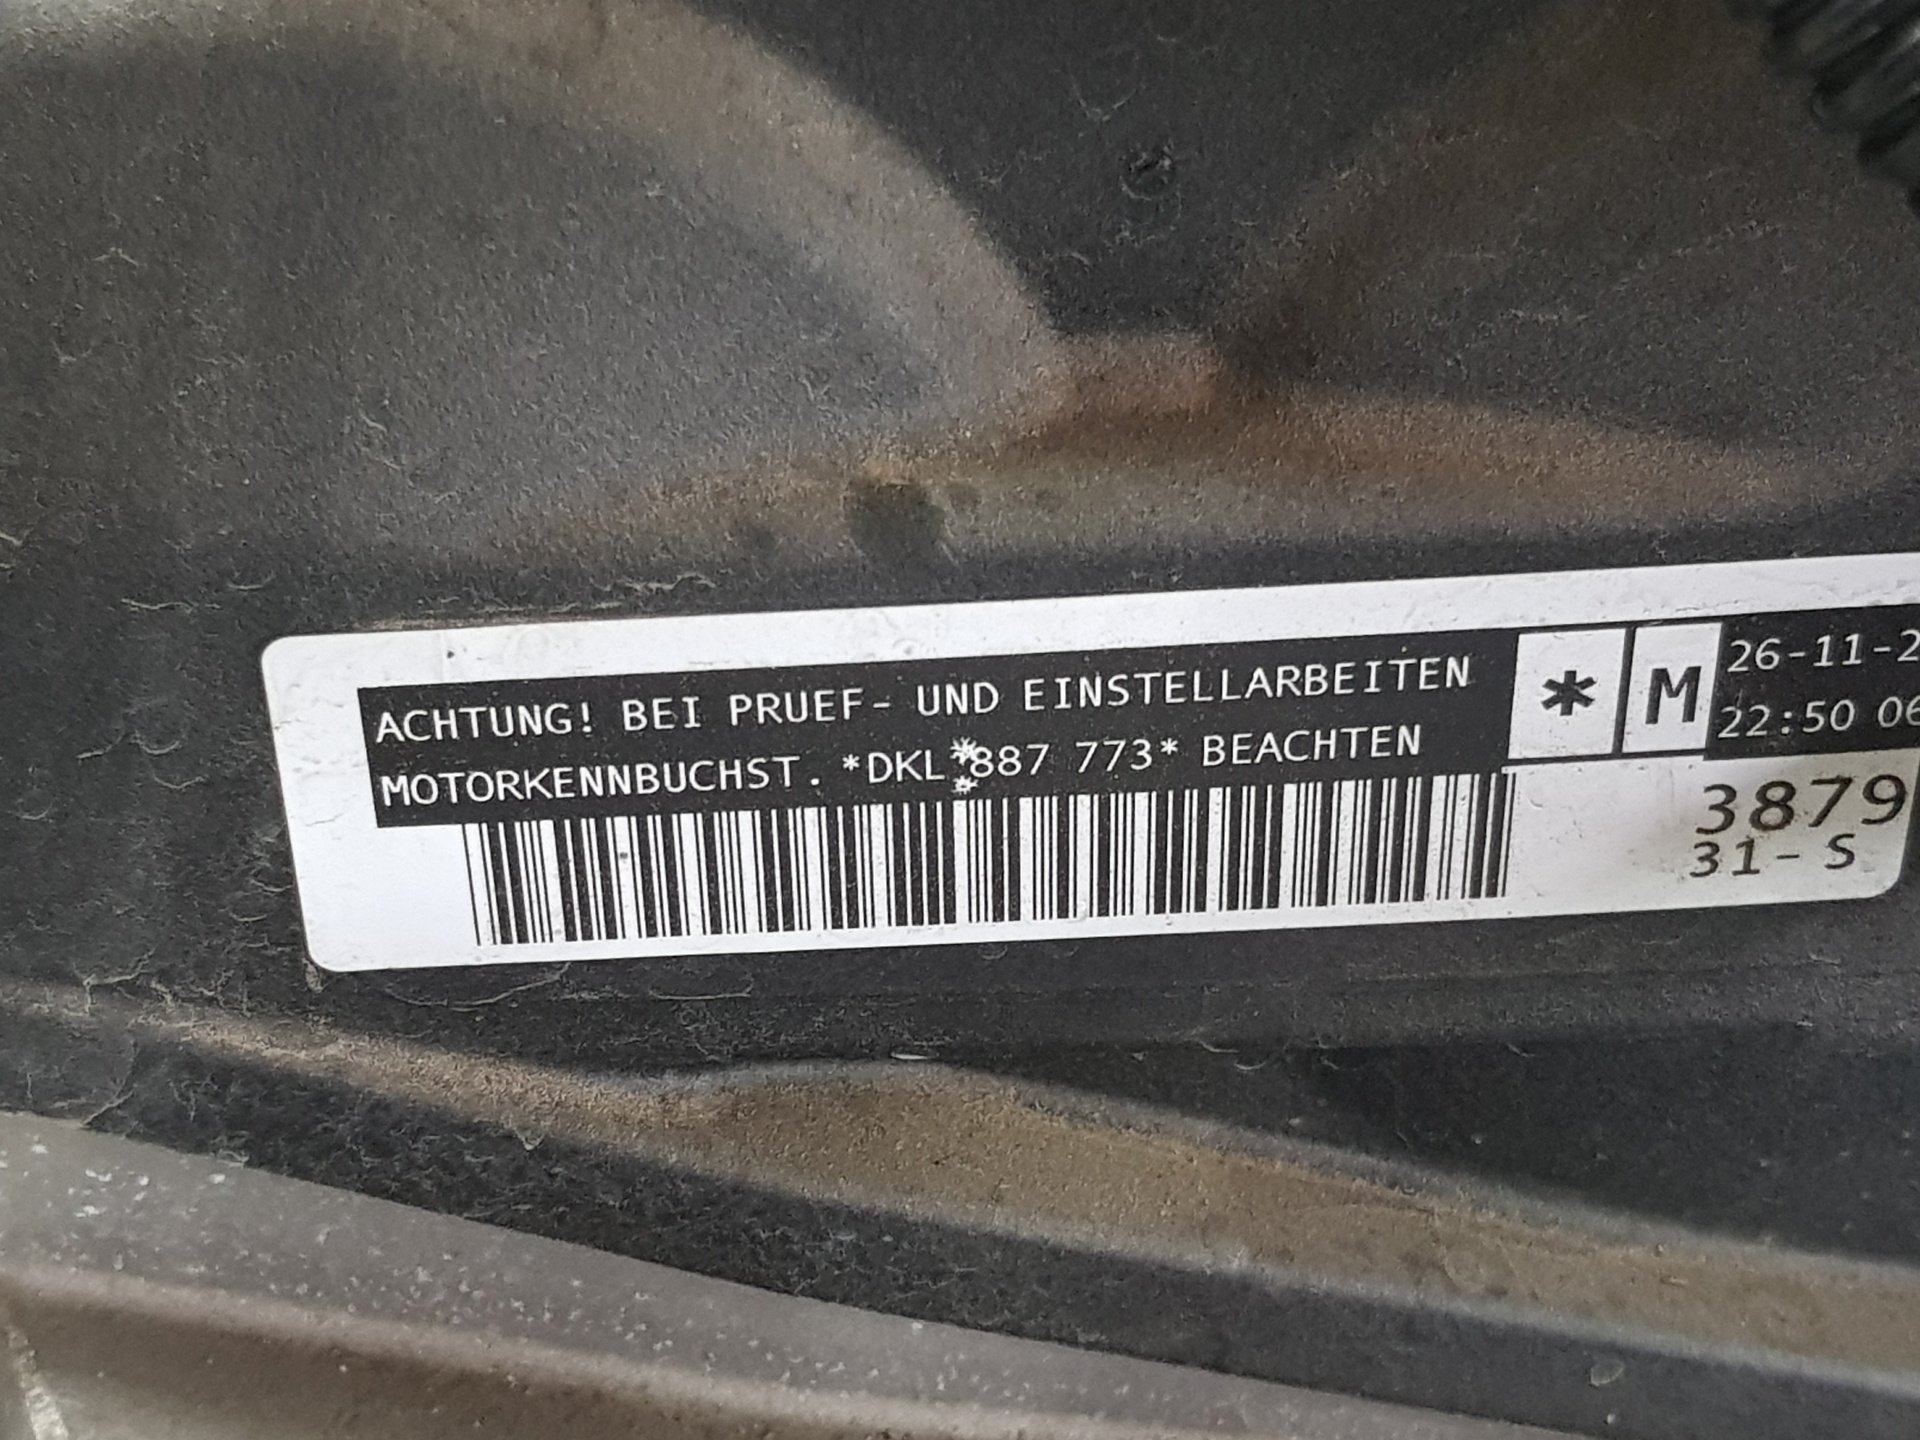 ACHTUNG! BEI PRUEF- UND EINSTELLARBEITEN
MOTORKENNBUCHST. *DKL*887 773* BEACHTEN
* M
26-11-2
22:50 06
3879
31- S